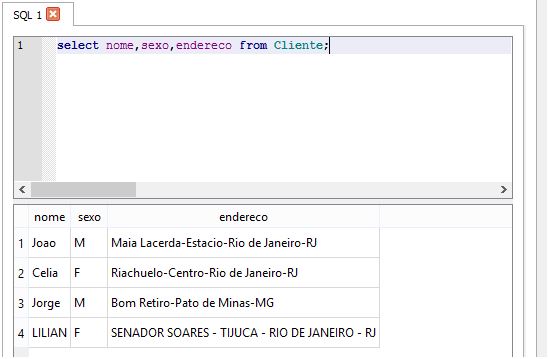 SQL 1
1 select nome,sexo,endereco from Cliente;
nome sexo endereco
1 Joao M Maia Lacerda-Estacio-Rio de Janeiro-RJ
2 Celia F Riachuelo-Centro-Rio de Janeiro-RJ
3 Jorge M Bom Retiro-Pato de Minas-MG
4 LILIAN F SENADOR SOARES - TIJUCA - RIO DE JANEIRO - RJ